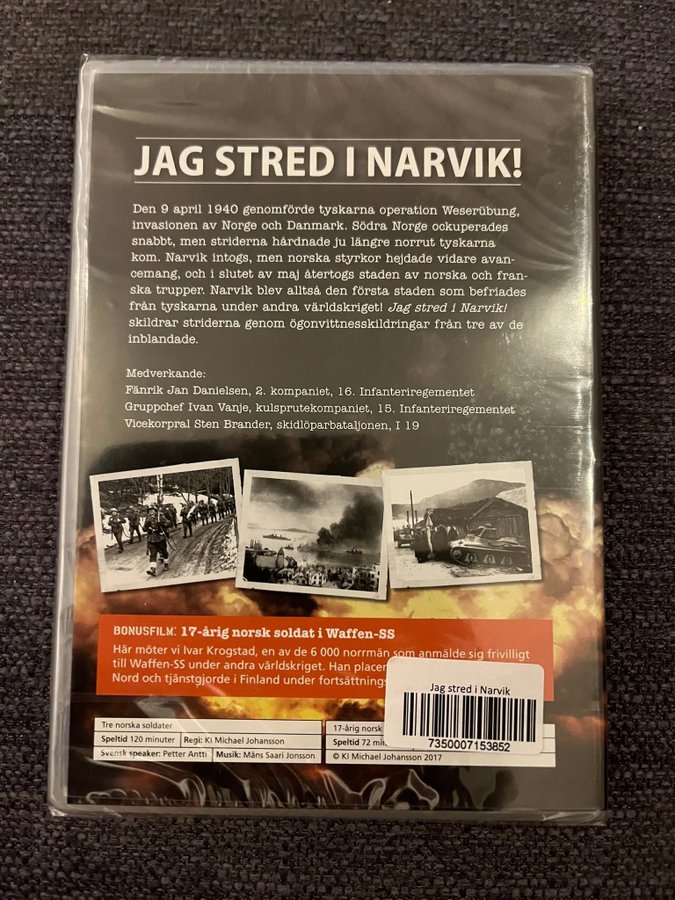 JAG STRED I NARVIK!
Den 9 april 1940 genomförde tyskarna operation Weserübung,
invasionen av Norge och Danmark. Södra Norge ockuperades
snabbt, men striderna hårdnade ju längre norrut tyskarna
kom. Narvik intogs, men norska styrkor hejdade vidare avan-
cemang, och i slutet av maj återtogs staden av norska och fran-
ska trupper. Narvik blev alltså den första staden som befriades
från tyskarna under andra världskriget! Jag stred i Narvik!
skildrar striderna genom ögonvittnesskildringar från tre av de
inblandade.
Medverkande:
Fänrik Jan Danielsen, 2. kompaniet, 16. Infanteriregementet
Gruppchef Ivan Vanje, kulsprutekompaniet, 15. Infanteriregementet
Vicekorpral Sten Brander, skidlöparbataljonen, I 19
BONUSFILM: 17-årig norsk soldat i Waffen-SS
Här möter vi Ivar Krogstad, en av de 6 000 norrmän som anmälde sig frivilligt
till Waffen-SS under andra världskriget. Han placer
Nord och tjänstgjorde i Finland under fortsättnings
Jag stred i Narvik
7350007153852
Tre norska soldater
Speltid 120 minuter Regi: KI Michael Johansson
Svensk speaker: Petter Antti Musik: Måns Saari Jonsson
17-årig norsk
Speltid 72 min
© KI Michael Johansson 2017